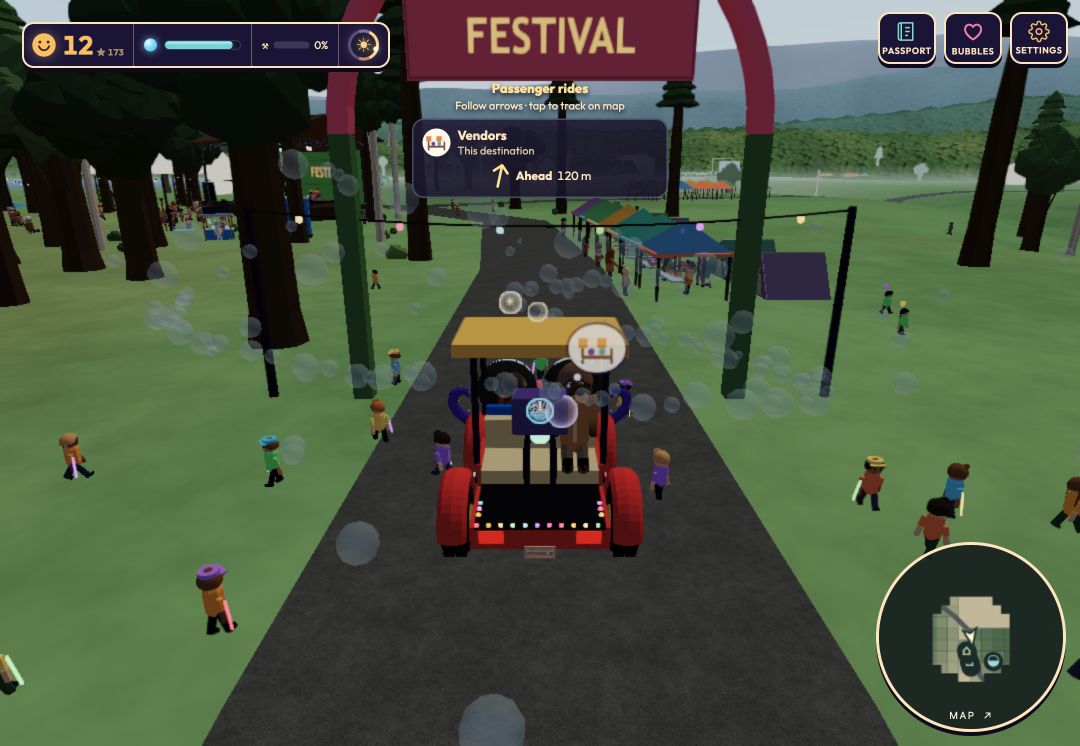 FESTIVAL
12
173
0%
PASSPORT
BUBBLES
SETTINGS
Passenger rides
Follow arrows · tap to track on map
Vendors
This destination
Ahead 120 m
FESTI
MAP ↗